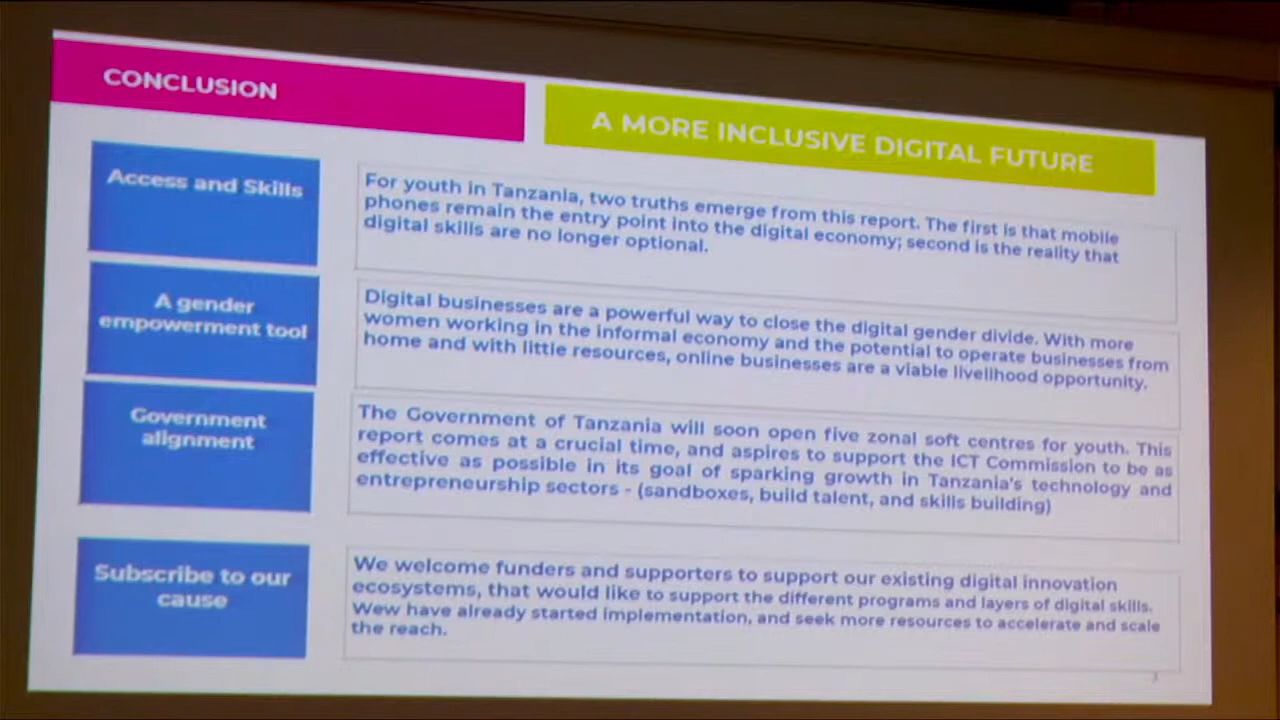 CONCLUSION
A MORE INCLUSIVE DIGITAL FUTURE
Access and Skills
For youth in Tanzania, two truths emerge from this report. The first is that mobile
phones remain the entry point into the digital economy; second is the reality that
digital skills are no longer optional.
A gender
empowerment tool
Digital businesses are a powerful way to close the digital gender divide. With more
women working in the informal economy and the potential to operate businesses from
home and with little resources, online businesses are a viable livelihood opportunity.
Government
alignment
The Government of Tanzania will soon open five zonal soft centres for youth. This
report comes at a crucial time, and aspires to support the ICT Commission to be as
effective as possible in its goal of sparking growth in Tanzania's technology and
entrepreneurship sectors - (sandboxes, build talent, and skills building)
Subscribe to our
cause
We welcome funders and supporters to support our existing digital innovation
ecosystems, that would like to support the different programs and layers of digital skills.
Wew have already started implementation, and seek more resources to accelerate and scale
the reach.